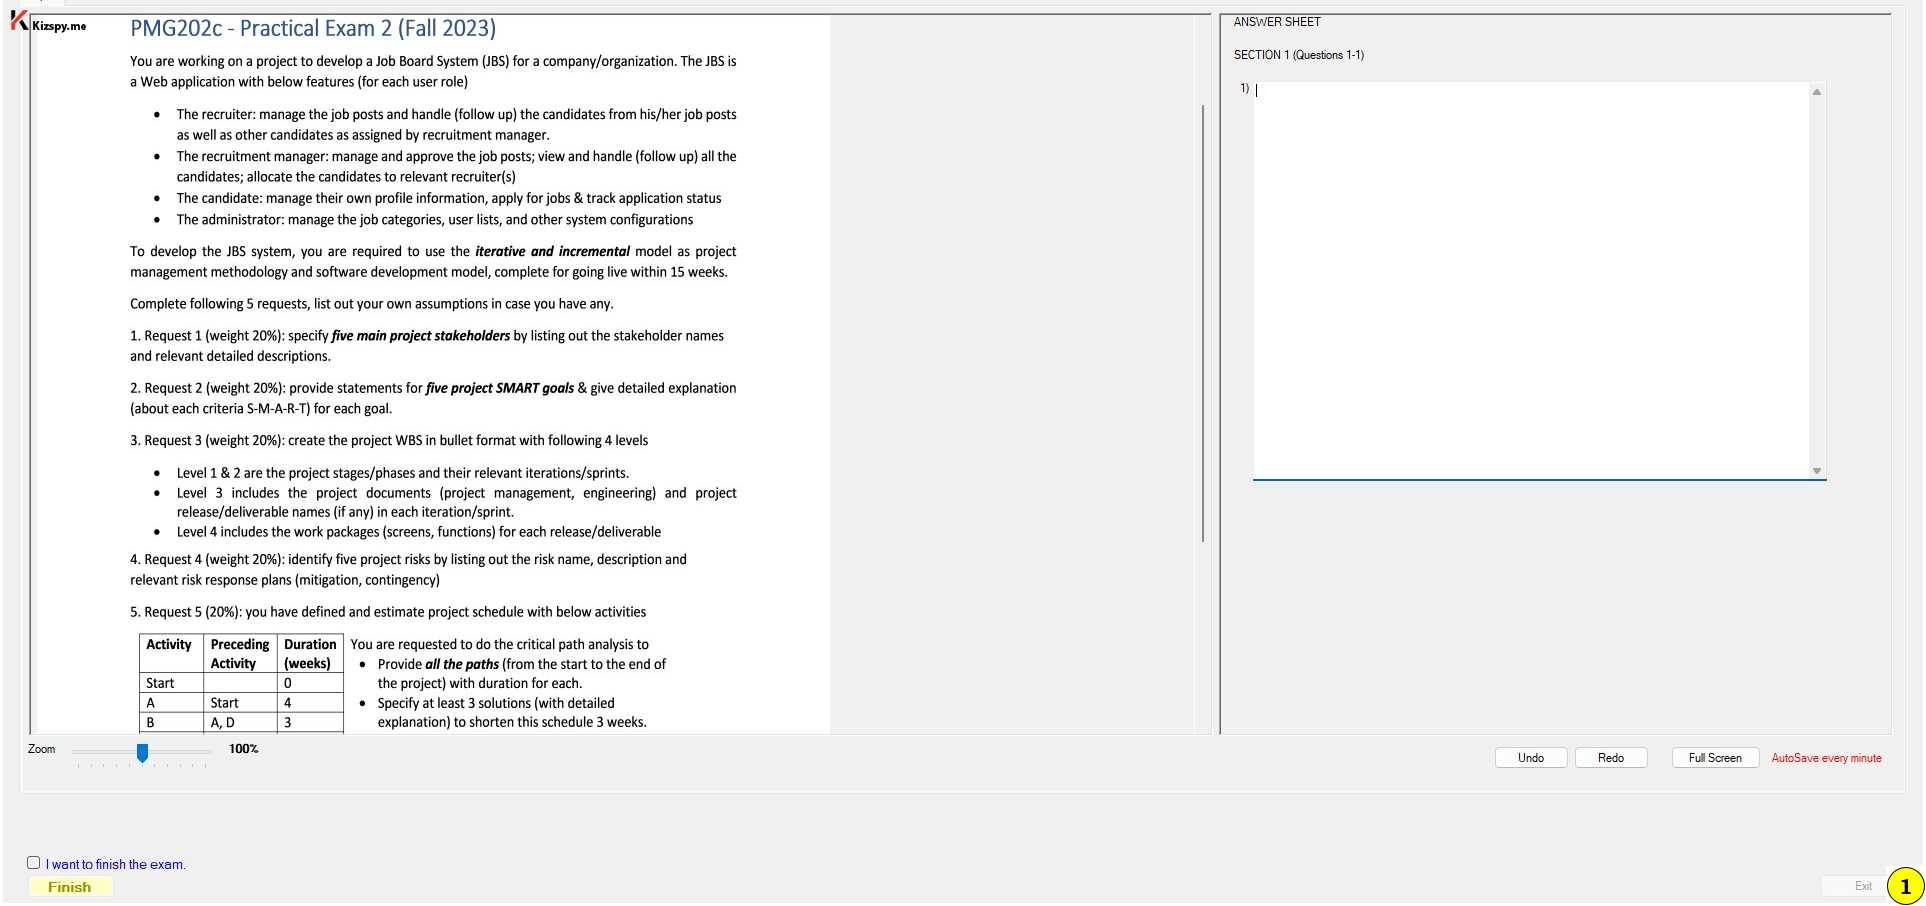 Kizspy.me
PMG202c - Practical Exam 2 (Fall 2023)
You are working on a project to develop a Job Board System (JBS) for a company/organization. The JBS is
a Web application with below features (for each user role)
• The recruiter: manage the job posts and handle (follow up) the candidates from his/her job posts
as well as other candidates as assigned by recruitment manager.
• The recruitment manager: manage and approve the job posts; view and handle (follow up) all the
candidates; allocate the candidates to relevant recruiter(s)
• The candidate: manage their own profile information, apply for jobs & track application status
• The administrator: manage the job categories, user lists, and other system configurations
To develop the JBS system, you are required to use the iterative and incremental model as project
management methodology and software development model, complete for going live within 15 weeks.
Complete following 5 requests, list out your own assumptions in case you have any.
1. Request 1 (weight 20%): specify five main project stakeholders by listing out the stakeholder names
and relevant detailed descriptions.
2. Request 2 (weight 20%): provide statements for five project SMART goals & give detailed explanation
(about each criteria S-M-A-R-T) for each goal.
3. Request 3 (weight 20%): create the project WBS in bullet format with following 4 levels
• Level 1 & 2 are the project stages/phases and their relevant iterations/sprints.
• Level 3 includes the project documents (project management, engineering) and project
release/deliverable names (if any) in each iteration/sprint.
• Level 4 includes the work packages (screens, functions) for each release/deliverable
4. Request 4 (weight 20%): identify five project risks by listing out the risk name, description and
relevant risk response plans (mitigation, contingency)
5. Request 5 (20%): you have defined and estimate project schedule with below activities
Activity Preceding Activity Duration (weeks)
Start 0
A Start 4
B A, D 3
You are requested to do the critical path analysis to
• Provide all the paths (from the start to the end of
the project) with duration for each.
• Specify at least 3 solutions (with detailed
explanation) to shorten this schedule 3 weeks.
ANSWER SHEET
SECTION 1 (Questions 1-1)
1)
Zoom 100%
Undo Redo Full Screen AutoSave every minute
I want to finish the exam.
Finish
Exit 1